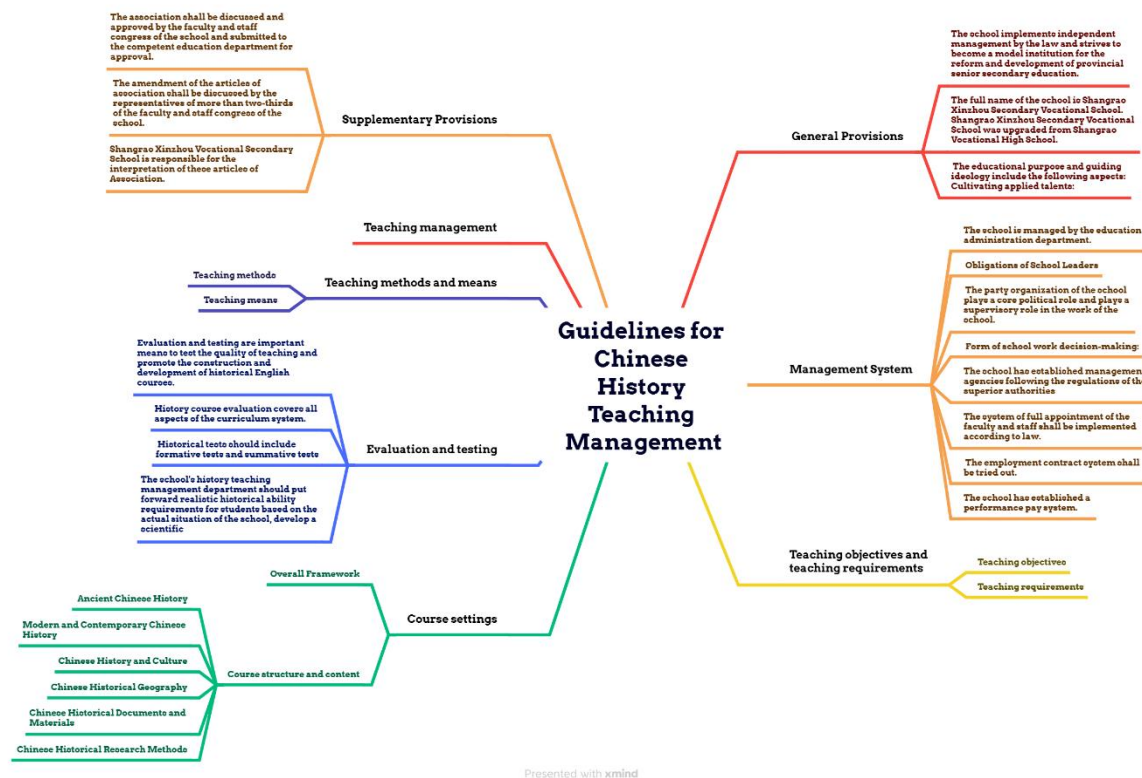 Guidelines for
Chinese
History
Teaching
Management
General Provisions
The school implements independent
management by the law and strives to
become a model institution for the
reform and development of provincial
senior secondary education.
The full name of the school is Shangrao
Xinzhou Secondary Vocational School.
Shangrao Xinzhou Secondary Vocational
School was upgraded from Shangrao
Vocational High School.
The educational purpose and guiding
ideology include the following aspects:
Cultivating applied talents:
Management System
The school is managed by the education
administration department.
Obligations of School Leaders
The party organization of the school
plays a core political role and plays a
supervisory role in the work of the
school.
Form of school work decision-making:
The school has established management
agencies following the regulations of the
superior authorities
The system of full appointment of the
faculty and staff shall be implemented
according to law.
The employment contract system shall
be tried out.
The school has established a
performance pay system.
Teaching objectives and
teaching requirements
Teaching objectives
Teaching requirements
Course settings
Overall Framework
Course structure and content
Ancient Chinese History
Modern and Contemporary Chinese
History
Chinese History and Culture
Chinese Historical Geography
Chinese Historical Documents and
Materials
Chinese Historical Research Methods
Evaluation and testing
Evaluation and testing are important
means to test the quality of teaching and
promote the construction and
development of historical English
courses.
History course evaluation covers all
aspects of the curriculum system.
Historical tests should include
formative tests and summative tests
The school's history teaching
management department should put
forward realistic historical ability
requirements for students based on the
actual situation of the school, develop a
scientific
Teaching methods and means
Teaching methods
Teaching means
Teaching management
Supplementary Provisions
The association shall be discussed and
approved by the faculty and staff
congress of the school and submitted to
the competent education department for
approval.
The amendment of the articles of
association shall be discussed by the
representatives of more than two-thirds
of the faculty and staff congress of the
school.
Shangrao Xinzhou Vocational Secondary
School is responsible for the
interpretation of these articles of
Association.
Presented with xmind